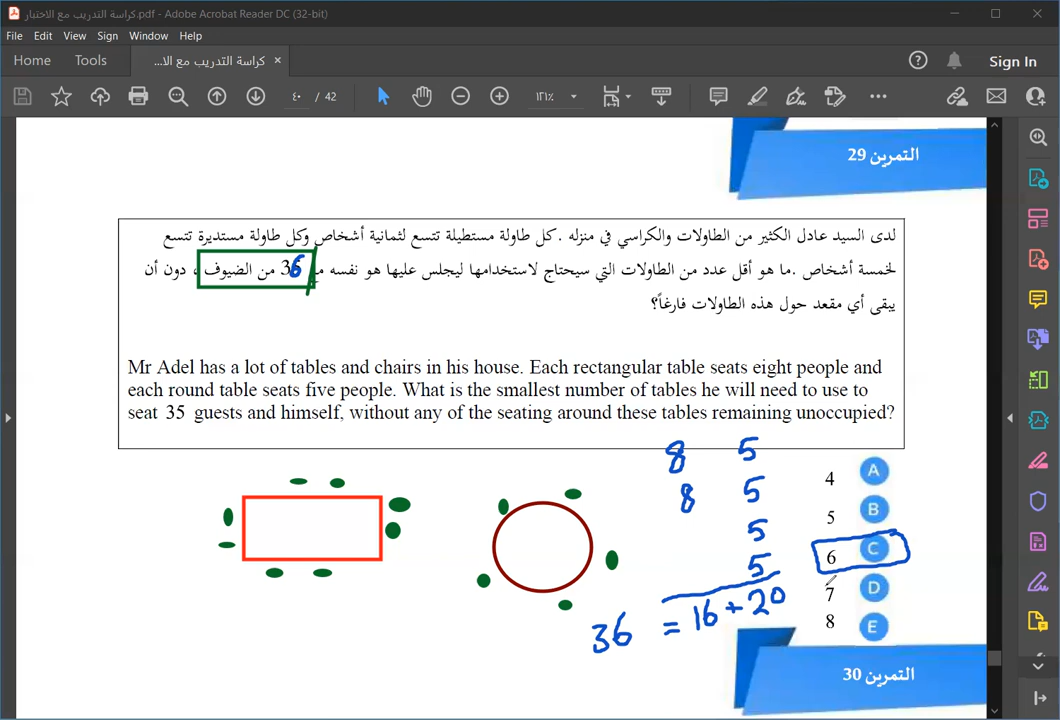 كراسة التدريب مع الاختبار.pdf - Adobe Acrobat Reader DC (32-bit)
File Edit View Sign Window Help
Home Tools كراسة التدريب مع الا... × Sign In
٤٠ / 42 ١٢١٪
التمرين 29
لدى السيد عادل الكثير من الطاولات والكراسي في منزله .كل طاولة مستطيلة تتسع لثمانية أشخاص وكل طاولة مستديرة تتسع
لخمسة أشخاص .ما هو أقل عدد من الطاولات التي سيحتاج لاستخدامها ليجلس عليها هو نفسه 36 من الضيوف ، دون أن
يبقى أي مقعد حول هذه الطاولات فارغاً؟
Mr Adel has a lot of tables and chairs in his house. Each rectangular table seats eight people and
each round table seats five people. What is the smallest number of tables he will need to use to
seat 35 guests and himself, without any of the seating around these tables remaining unoccupied?
8 5
8 5
5
5
36 = 16 + 20
4 A
5 B
6 C
7 D
8 E
التمرين 30